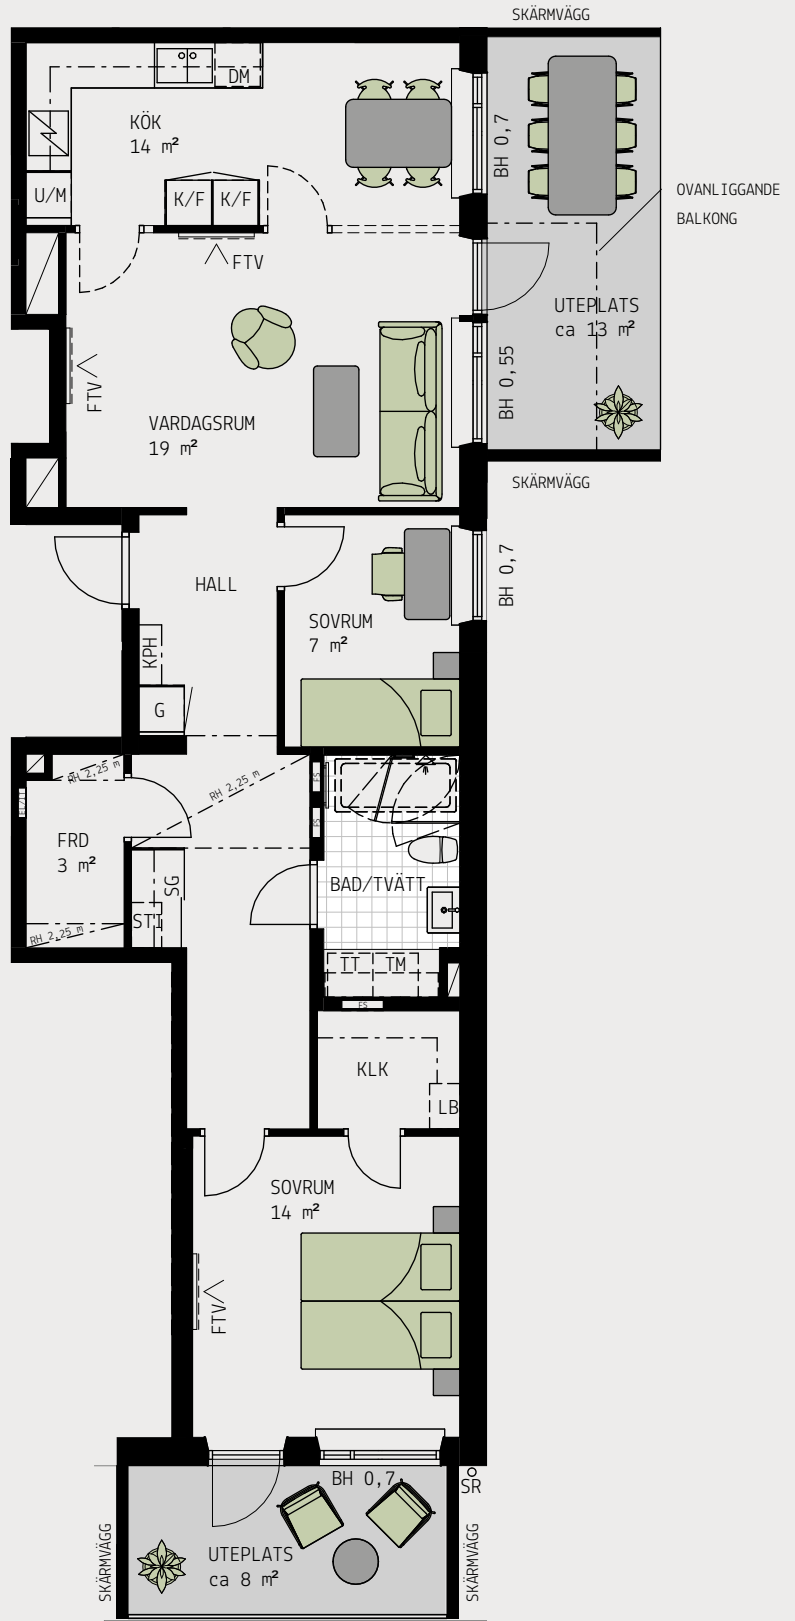 SKÄRMVÄGG
DM
KÖK
14 m²
BH 0,7
U/M
K/F
K/F
OVANLIGGANDE
BALKONG
FTV
UTEPLATS
ca 13 m²
FTV
BH 0,55
VARDAGSRUM
19 m²
SKÄRMVÄGG
BH 0,7
HALL
SOVRUM
7 m²
KPH
G
RH 2,25 m
RH 2,25 m
FS
FS
FRD
3 m²
SG
BAD/TVÄTT
ST
RH 2,25 m
TT
TM
FS
KLK
LB
SOVRUM
14 m²
FTV
BH 0,7
SR
SKÄRMVÄGG
UTEPLATS
ca 8 m²
SKÄRMVÄGG